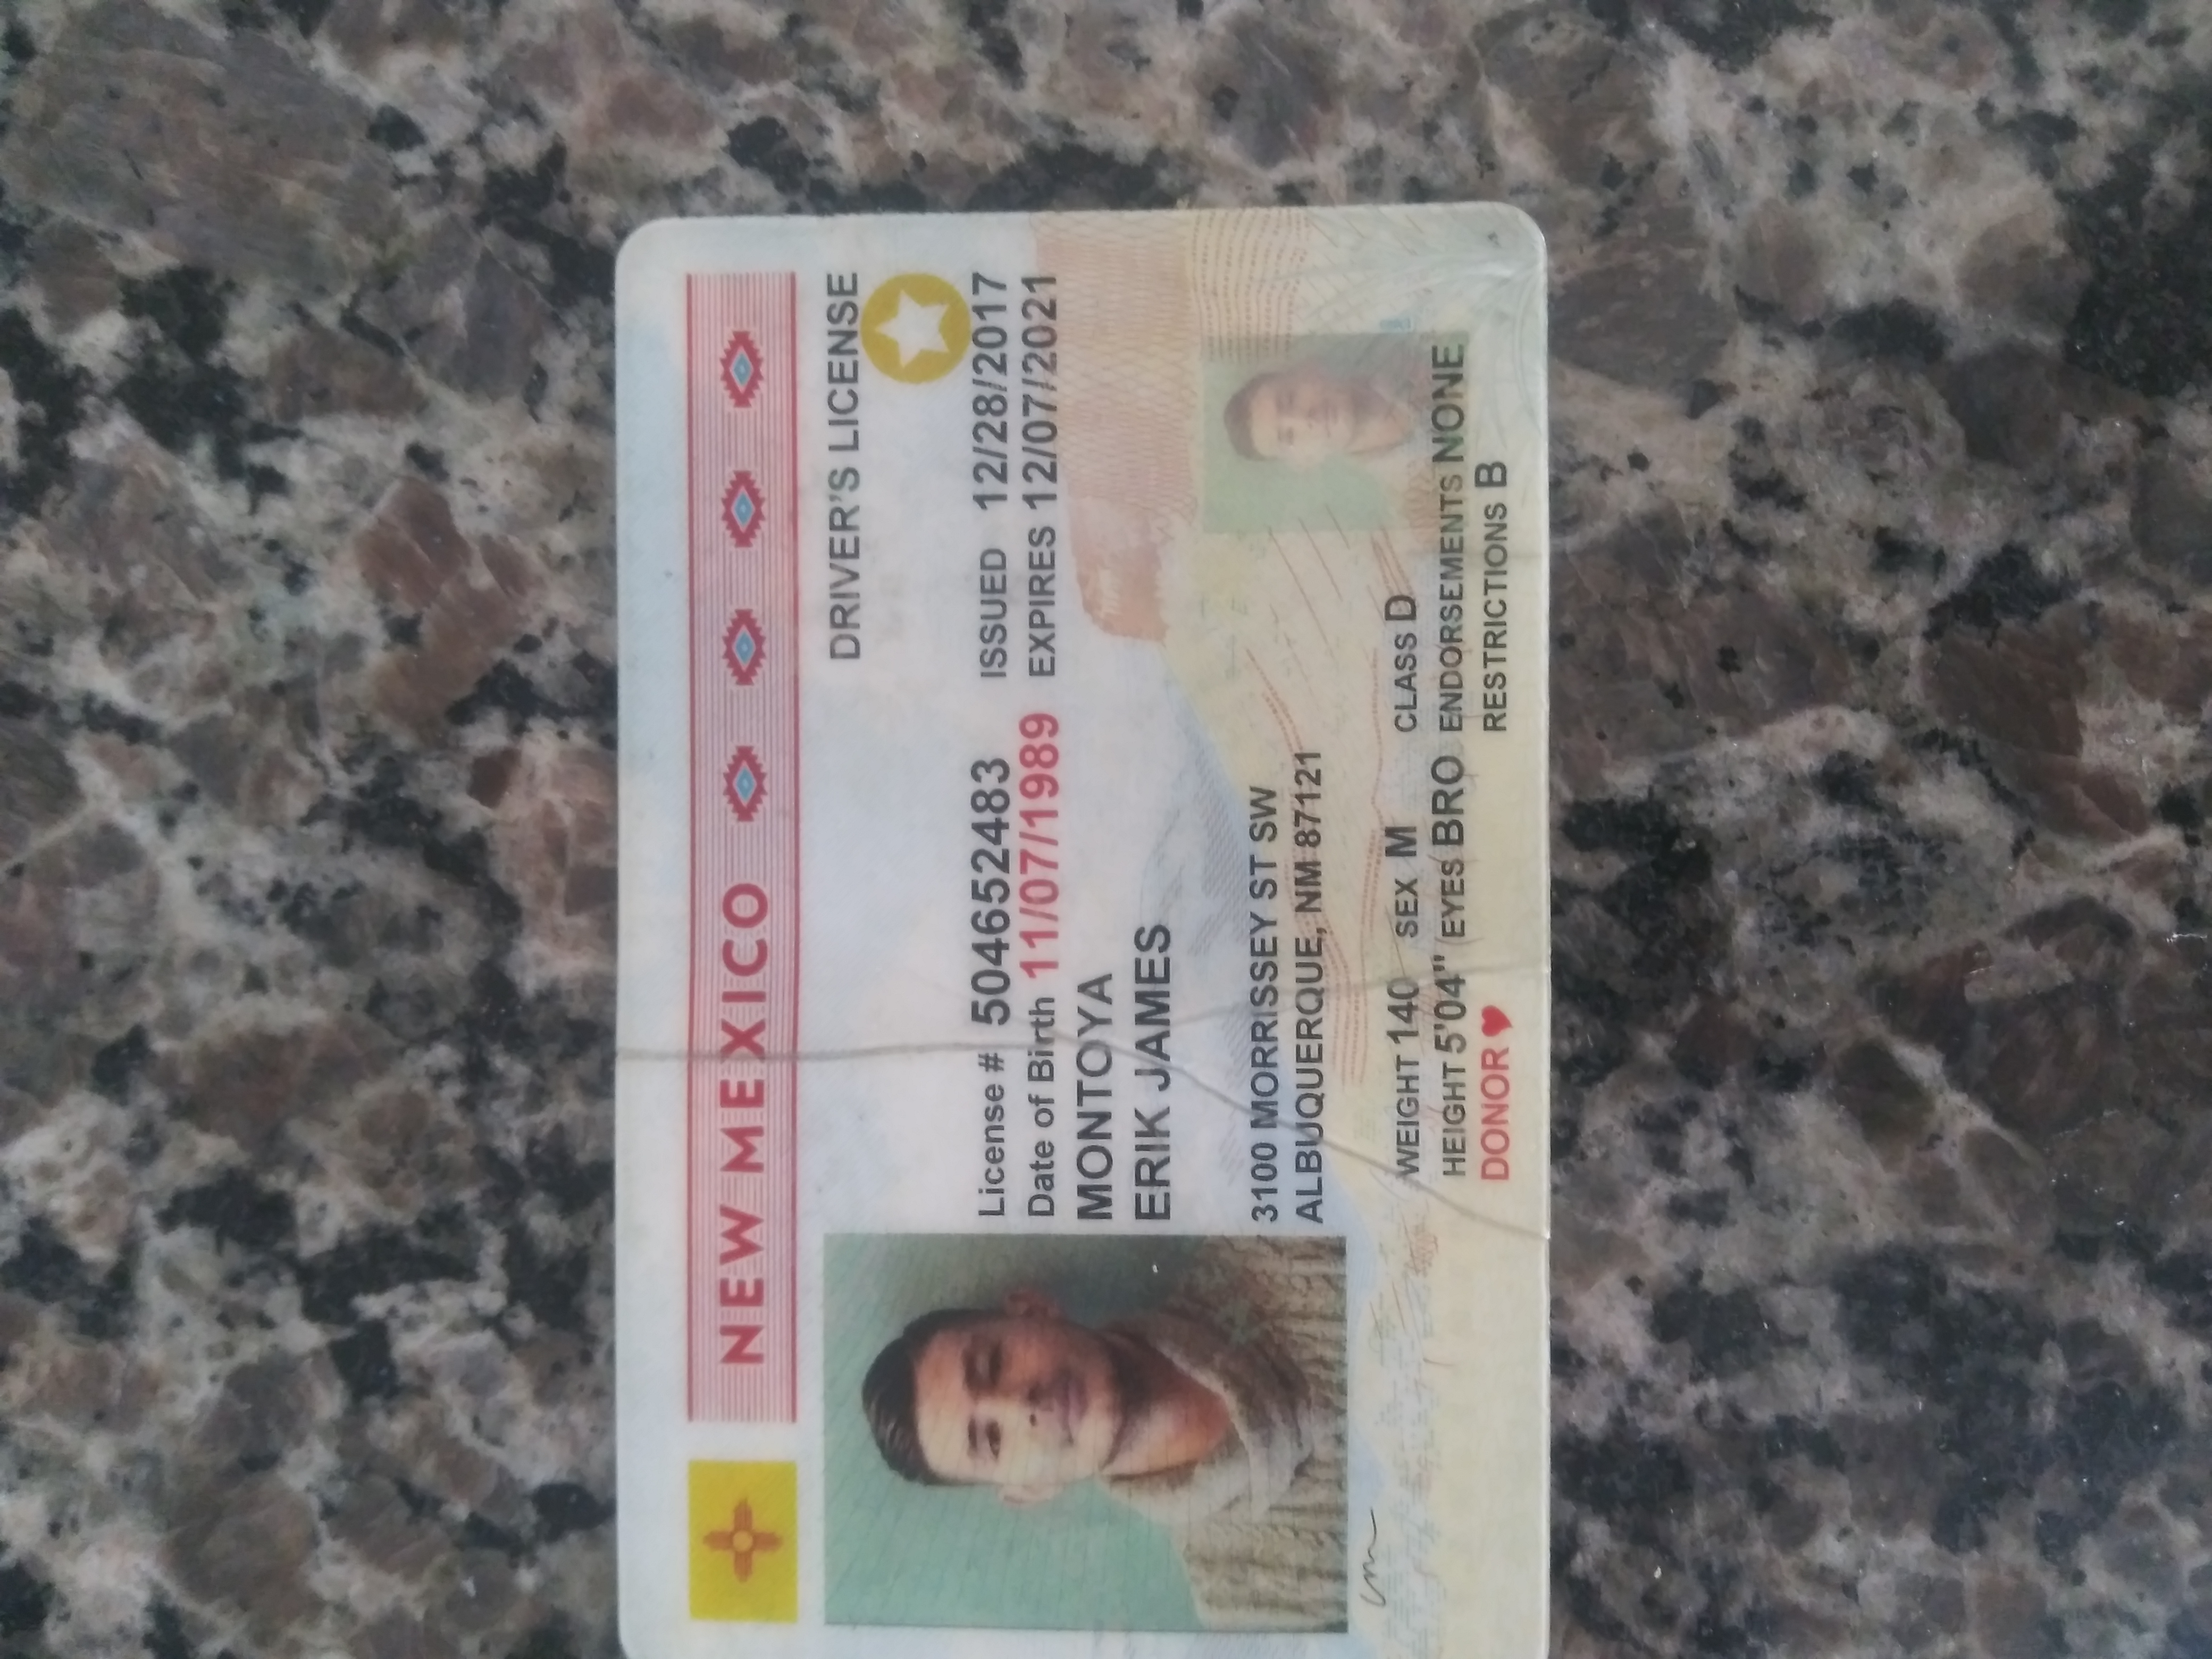 NEW MEXICO
DRIVER'S LICENSE
License # 504652483 ISSUED 12/28/2017
Date of Birth 11/07/1989 EXPIRES 12/07/2021
MONTOYA
ERIK JAMES
3100 MORRISSEY ST SW
ALBUQUERQUE, NM 87121
WEIGHT 140 SEX M CLASS D
HEIGHT 5'04" EYES BRO ENDORSEMENTS NONE
DONOR RESTRICTIONS B